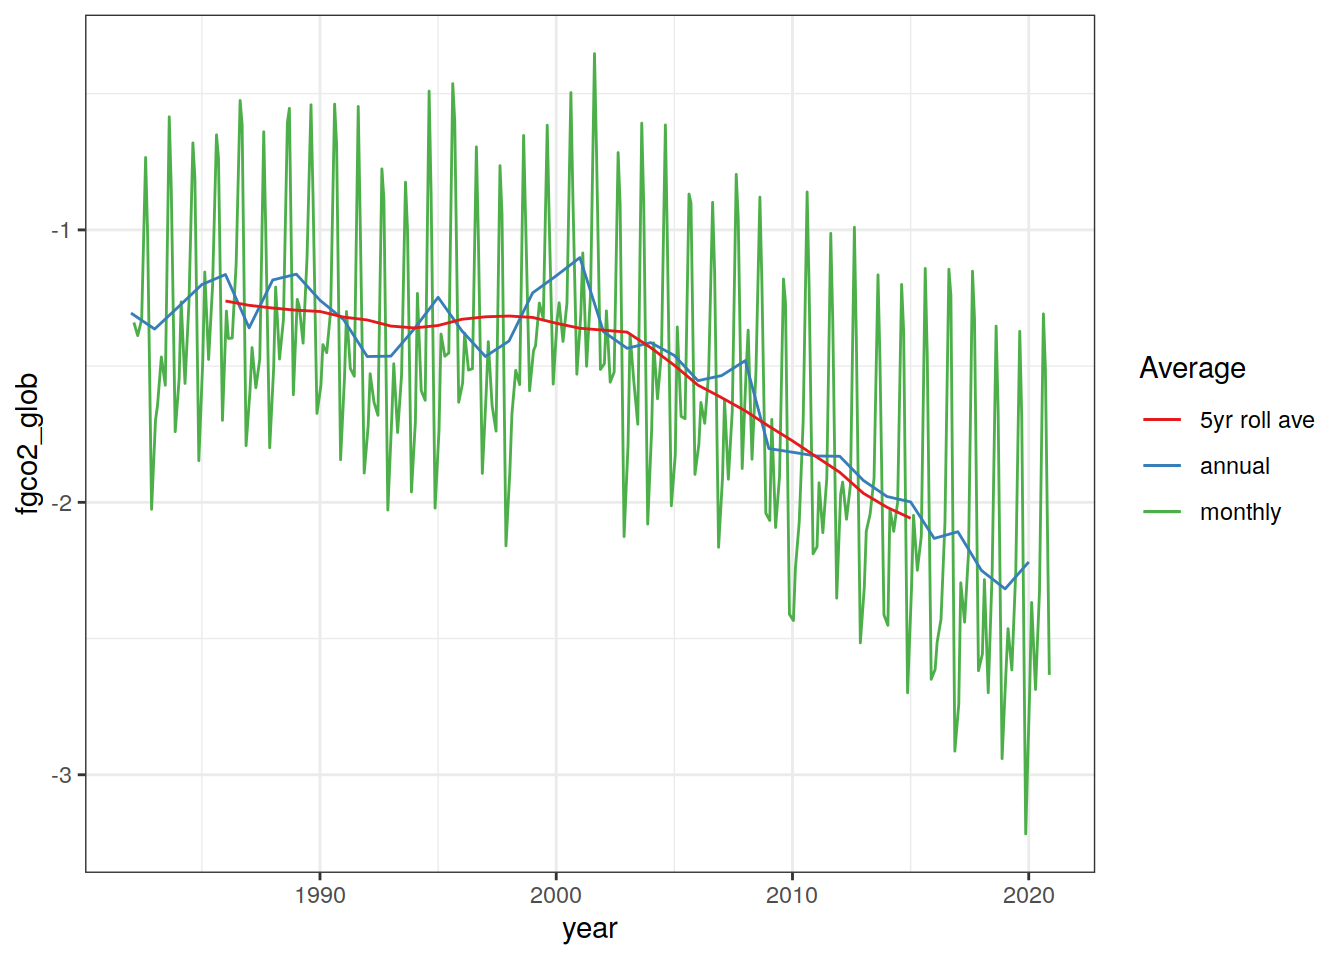 fgco2_glob
-1
-2
-3
1990 2000 2010 2020
year
Average
5yr roll ave
annual
monthly